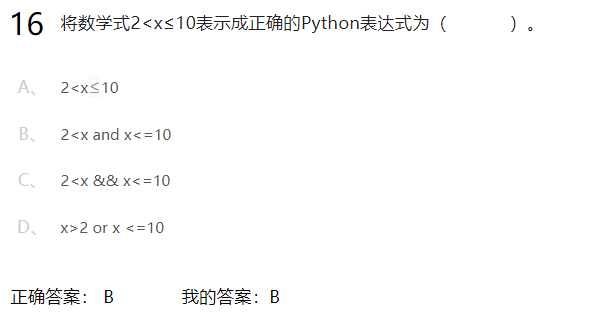 16 将数学式2<x≤10表示成正确的Python表达式为（ ）。
A、 2<x≤10
B、 2<x and x<=10
C、 2<x && x<=10
D、 x>2 or x <=10
正确答案： B 我的答案：B